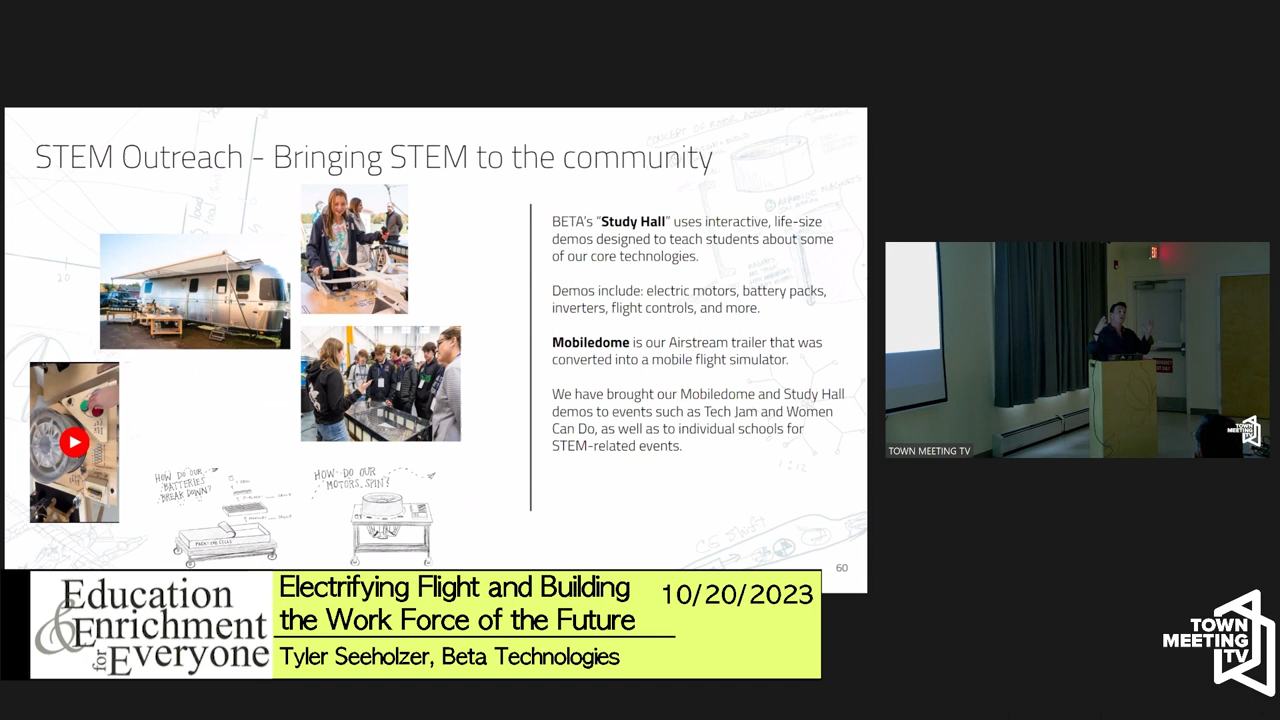 STEM Outreach - Bringing STEM to the community
BETA's "Study Hall" uses interactive, life-size
demos designed to teach students about some
of our core technologies.
Demos include: electric motors, battery packs,
inverters, flight controls, and more.
Mobiledome is our Airstream trailer that was
converted into a mobile flight simulator.
We have brought our Mobiledome and Study Hall
demos to events such as Tech Jam and Women
Can Do, as well as to individual schools for
STEM-related events.
HOW DO OUR
BATTERIES
BREAK DOWN?
HOW DO OUR
MOTORS SPIN?
60
Education
& Enrichment
for Everyone
Electrifying Flight and Building
the Work Force of the Future
10/20/2023
Tyler Seeholzer, Beta Technologies
TOWN MEETING TV
TOWN
MEETING
TV
TOWN
MEETING
TV